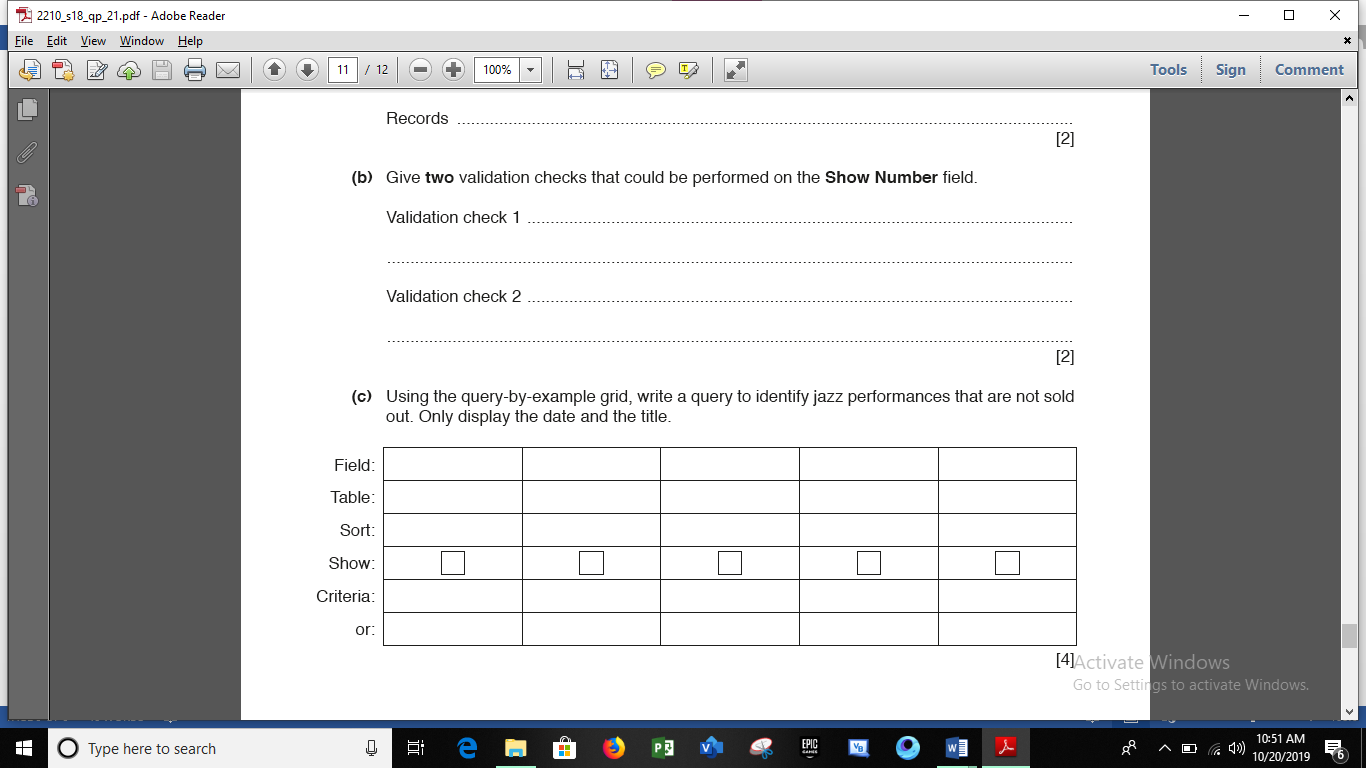 2210_s18_qp_21.pdf - Adobe Reader
File Edit View Window Help
11 / 12 100% Tools Sign Comment
Records ........................................
[2]
(b) Give two validation checks that could be performed on the Show Number field.
Validation check 1 ........................................
........................................
Validation check 2 ........................................
........................................
[2]
(c) Using the query-by-example grid, write a query to identify jazz performances that are not sold
out. Only display the date and the title.
Field:
Table:
Sort:
Show:
Criteria:
or:
[4]
Activate Windows
Go to Settings to activate Windows.
Type here to search
EPIC GAMES
10:51 AM
10/20/2019
6